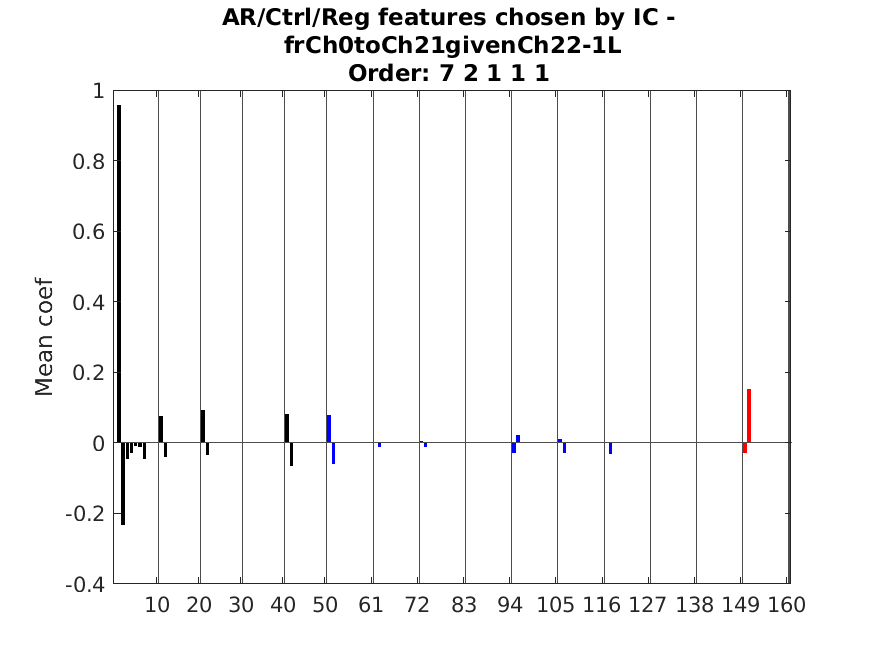 AR/Ctrl/Reg features chosen by IC -
frCh0toCh21givenCh22-1L
Order: 7 2 1 1 1
1
0.8
0.6
0.4
0.2
0
-0.2
-0.4
Mean coef
10 20 30 40 50 61 72 83 94 105 116 127 138 149 160